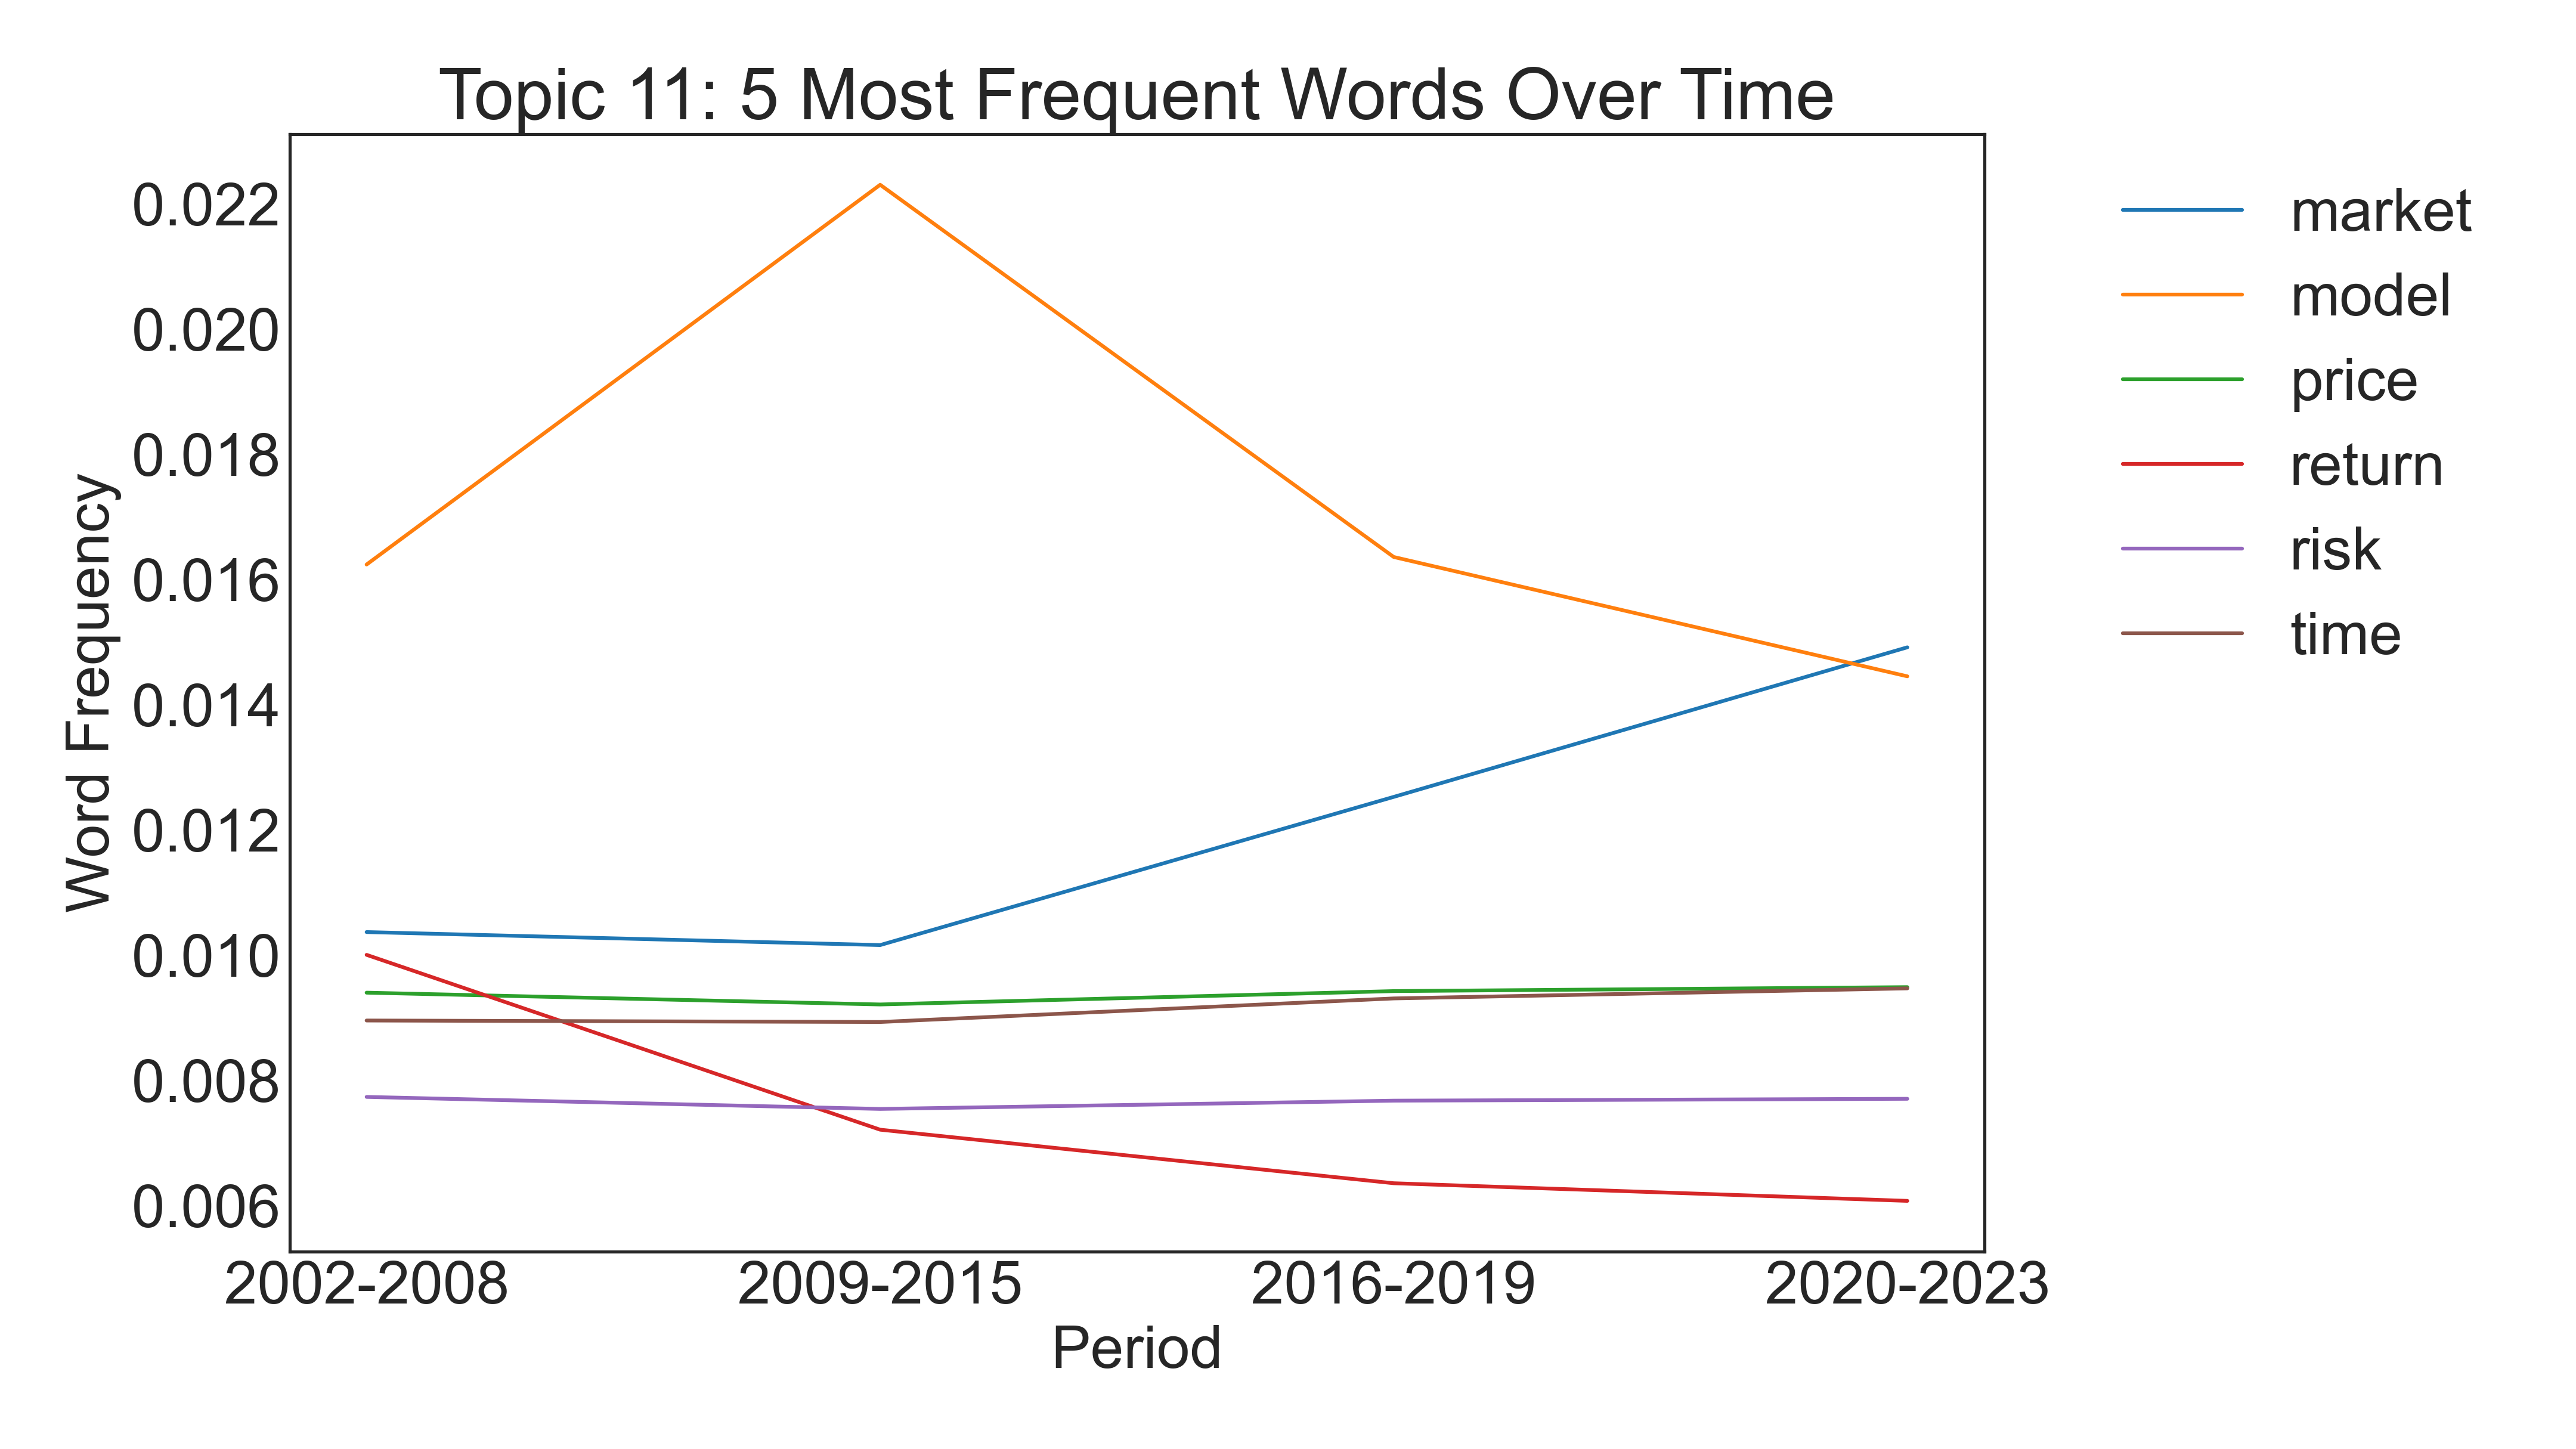 Topic 11: 5 Most Frequent Words Over Time
0.022
0.020
0.018
0.016
0.014
0.012
0.010
0.008
0.006
Word Frequency
2002-2008 2009-2015 2016-2019 2020-2023
Period
market
model
price
return
risk
time